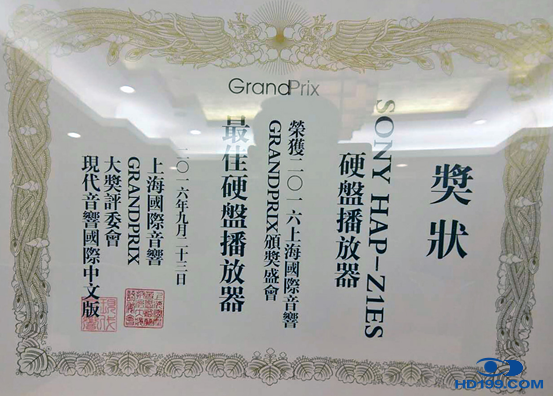 GrandPrix
獎狀
SONY HAP-Z1ES
硬盤播放器
榮獲二〇一六上海國際音響
GRANDPRIX頒獎盛會
最佳硬盤播放器
二〇一六年九月二十三日
上海國際音響
GRANDPRIX
大獎評委會
現代音響國際中文版
HD199.COM